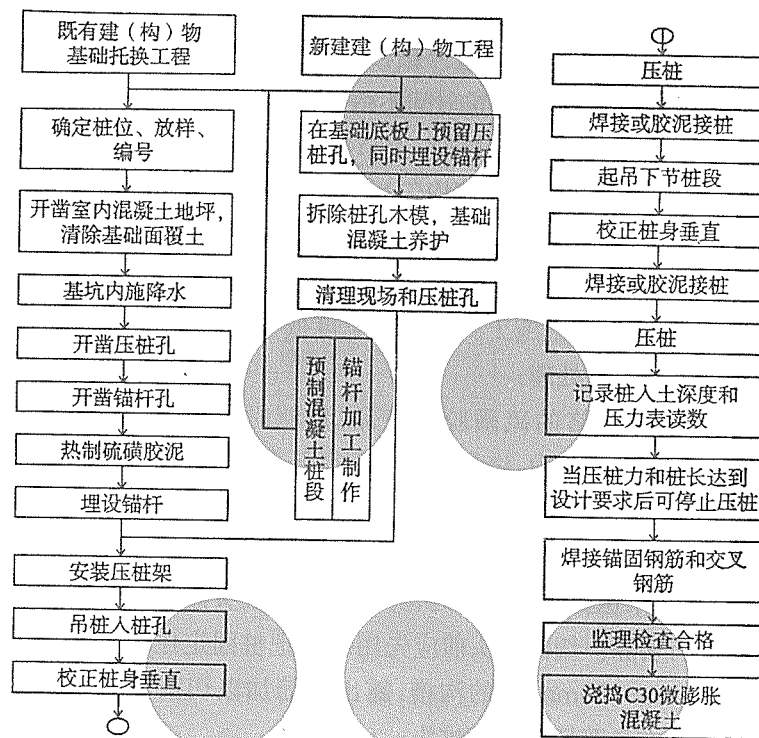 既有建（构）物
基础托换工程
确定桩位、放样、
编号
开凿室内混凝土地坪，
清除基础面覆土
基坑内施降水
开凿压桩孔
开凿锚杆孔
热制硫磺胶泥
埋设锚杆
安装压桩架
吊桩入桩孔
校正桩身垂直
新建建（构）物工程
在基础底板上预留压
桩孔，同时埋设锚杆
拆除桩孔木模，基础
混凝土养护
清理现场和压桩孔
预制混凝土桩段
锚杆加工制作
压桩
焊接或胶泥接桩
起吊下节桩段
校正桩身垂直
焊接或胶泥接桩
压桩
记录桩入土深度和
压力表读数
当压桩力和桩长达到
设计要求后可停止压桩
焊接锚固钢筋和交叉
钢筋
监理检查合格
浇捣C30微膨胀
混凝土